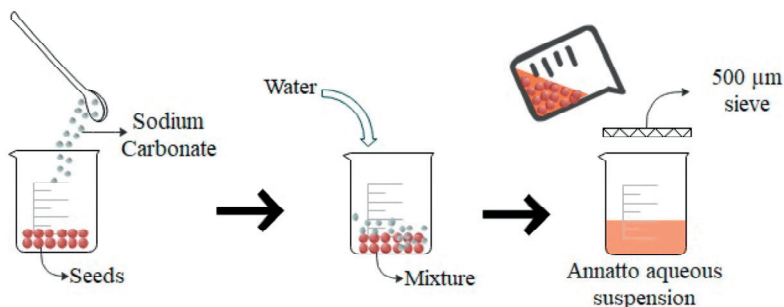 Sodium
Carbonate
Seeds
Water
Mixture
500 µm
sieve
Annatto aqueous
suspension